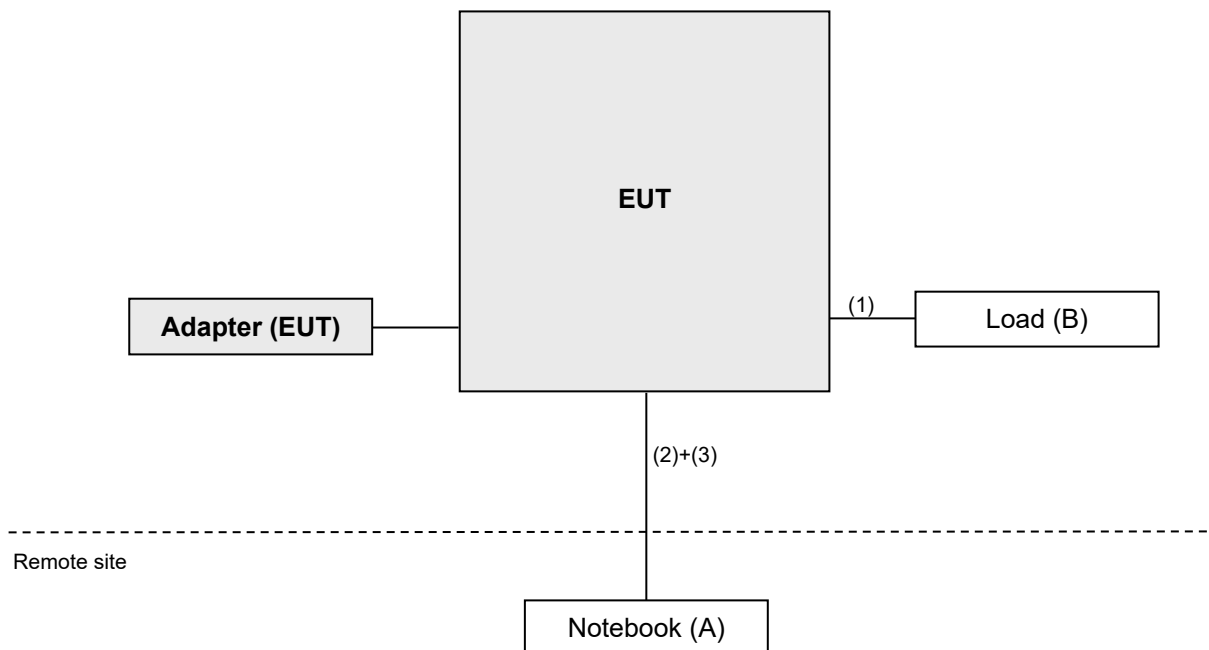 EUT
(1)
Load (B)
Adapter (EUT)
(2)+(3)
Remote site
Notebook (A)